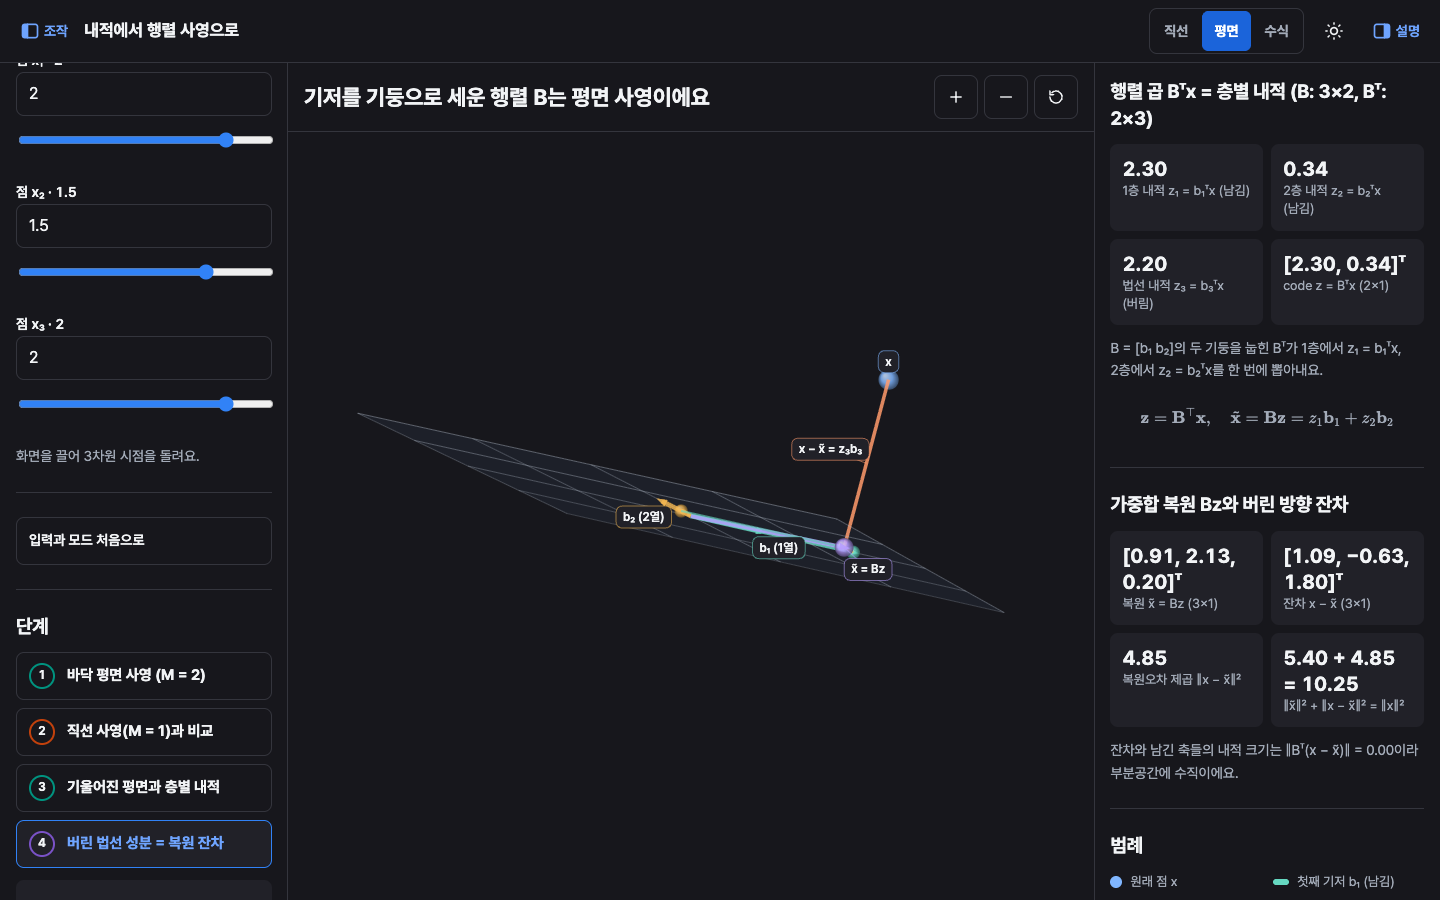 조작
내적에서 행렬 사영으로
직선
평면
수식
설명
2
점 x₂ · 1.5
1.5
점 x₃ · 2
2
화면을 끌어 3차원 시점을 돌려요.
입력과 모드 처음으로
단계
1 바닥 평면 사영 (M = 2)
2 직선 사영(M = 1)과 비교
3 기울어진 평면과 층별 내적
4 버린 법선 성분 = 복원 잔차
기저를 기둥으로 세운 행렬 B는 평면 사영이에요
x
x − x̃ = z₃b₃
b₂ (2열)
b₁ (1열)
x̃ = Bz
행렬 곱 Bᵀx = 층별 내적 (B: 3×2, Bᵀ:
2×3)
2.30
1층 내적 z₁ = b₁ᵀx (남김)
0.34
2층 내적 z₂ = b₂ᵀx
(남김)
2.20
법선 내적 z₃ = b₃ᵀx
(버림)
[2.30, 0.34]ᵀ
code z = Bᵀx (2×1)
B = [b₁ b₂]의 두 기둥을 눕힌 Bᵀ가 1층에서 z₁ = b₁ᵀx,
2층에서 z₂ = b₂ᵀx를 한 번에 뽑아내요.
z = B⊤x, x̃ = Bz = z₁b₁ + z₂b₂
가중합 복원 Bz와 버린 방향 잔차
[0.91, 2.13,
0.20]ᵀ
복원 x̃ = Bz (3×1)
[1.09, −0.63,
1.80]ᵀ
잔차 x − x̃ (3×1)
4.85
복원오차 제곱 ‖x − x̃‖²
5.40 + 4.85
= 10.25
‖x̃‖² + ‖x − x̃‖² = ‖x‖²
잔차와 남긴 축들의 내적 크기는 ‖Bᵀ(x − x̃)‖ = 0.00이라
부분공간에 수직이에요.
범례
원래 점 x
첫째 기저 b₁ (남김)